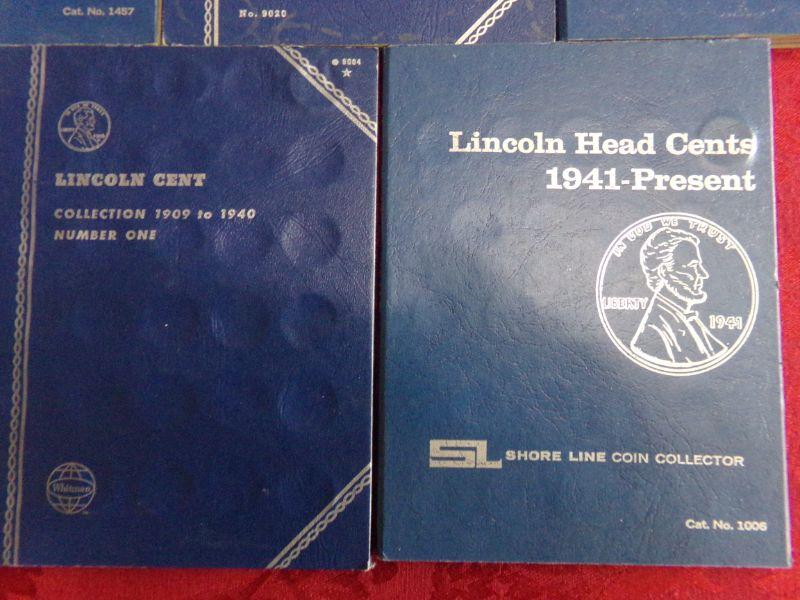 Cat. No. 1457
No. 9020
9004
LINCOLN CENT
COLLECTION 1909 to 1940
NUMBER ONE
Whitman
Lincoln Head Cents
1941-Present
IN GOD WE TRUST
LIBERTY
1941
SL SHORE LINE COIN COLLECTOR
Cat. No. 1006